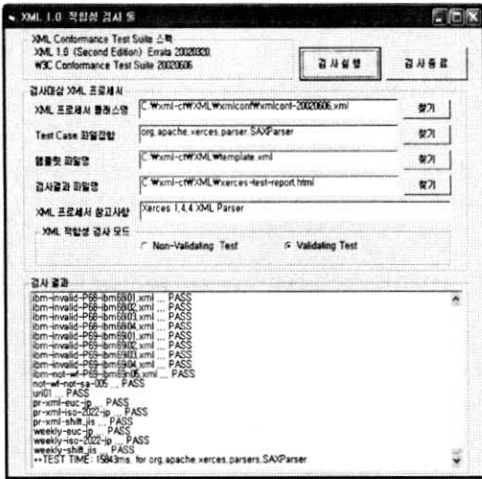 XML 1.0 적합성 검사 툴
XML Conformance Test Suite 스펙
XML 1.0 (Second Edition) Errata 20020320,
W3C Conformance Test Suite 20020606
검사실행
검사종료
검사대상 XML 프로세서
XML 프로세서 클래스명
C:₩xml-ct₩XML₩xmlconf₩xmlconf-20020606.xml
찾기
Test Case 파일집합
org.apache.xerces.parser.SAXParser
찾기
템플릿 파일명
C:₩xml-ct₩XML₩template.xml
찾기
검사결과 파일명
C:₩xml-ct₩XML₩xerces-test-report.html
찾기
XML 프로세서 참고사항
Xerces 1.4.4 XML Parser
XML 적합성 검사 모드
Non-Validating Test
Validating Test
검사 결과
ibm-invalid-P68-ibm68i01.xml ... PASS
ibm-invalid-P68-ibm68i02.xml ... PASS
ibm-invalid-P68-ibm68i03.xml ... PASS
ibm-invalid-P68-ibm68i04.xml ... PASS
ibm-invalid-P69-ibm69i01.xml ... PASS
ibm-invalid-P69-ibm69i02.xml ... PASS
ibm-invalid-P69-ibm69i03.xml ... PASS
ibm-invalid-P69-ibm69i04.xml ... PASS
ibm-not-wf-P69-ibm69n06.xml ... PASS
not-wf-not-sa-005 ... PASS
uri01 ... PASS
pr-xml-euc-jp ... PASS
pr-xml-iso-2022-jp ... PASS
pr-xml-shift_jis ... PASS
weekly-euc-jp ... PASS
weekly-iso-2022-jp ... PASS
weekly-shift_jis ... PASS
**TEST TIME: 15843ms. for org.apache.xerces.parsers.SAXParser